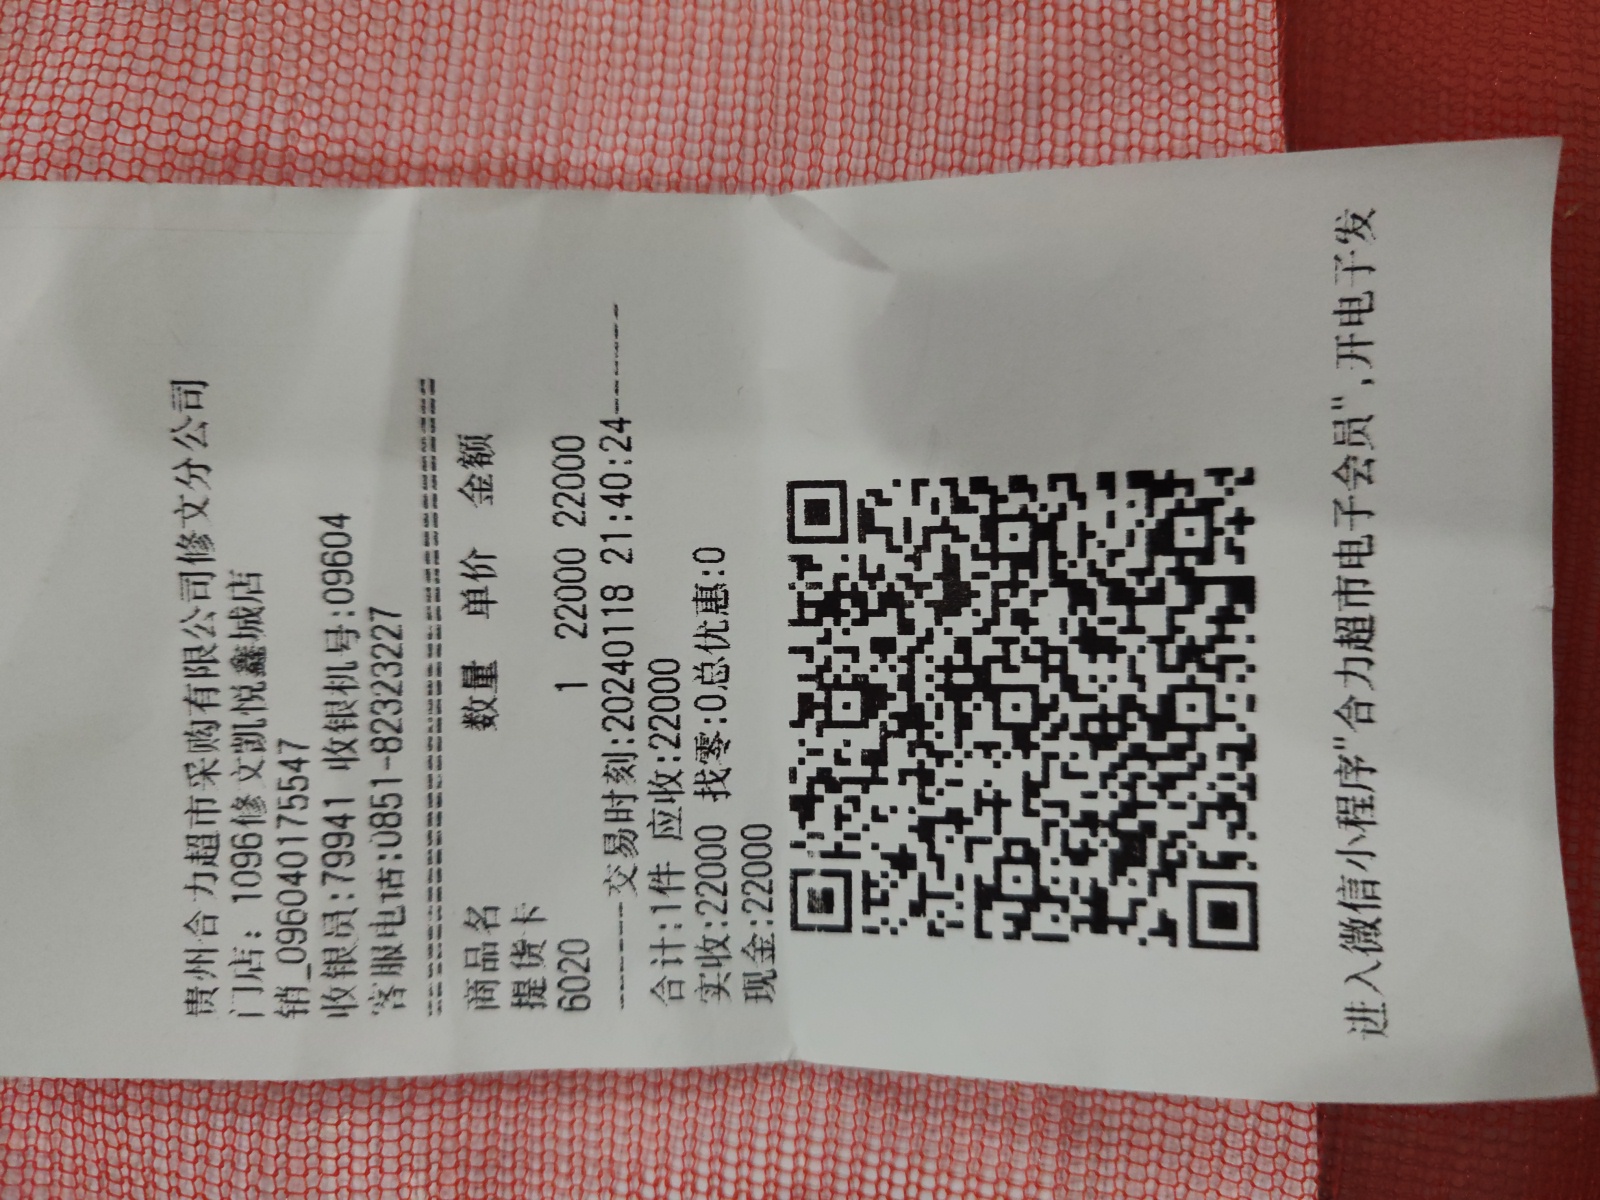 贵州合力超市采购有限公司修文分公司
门店: 1096修文凯悦鑫城店
销_096040175547
收银员:79941 收银机号:09604
客服电话:0851-82323227
================================
商品名 数量 单价 金额
提货卡
6020 1 22000 22000
------交易时刻:20240118 21:40:24------
合计:1件 应收:22000
实收:22000 找零:0总优惠:0
现金:22000
进入微信小程序"合力超市电子会员",开电子发